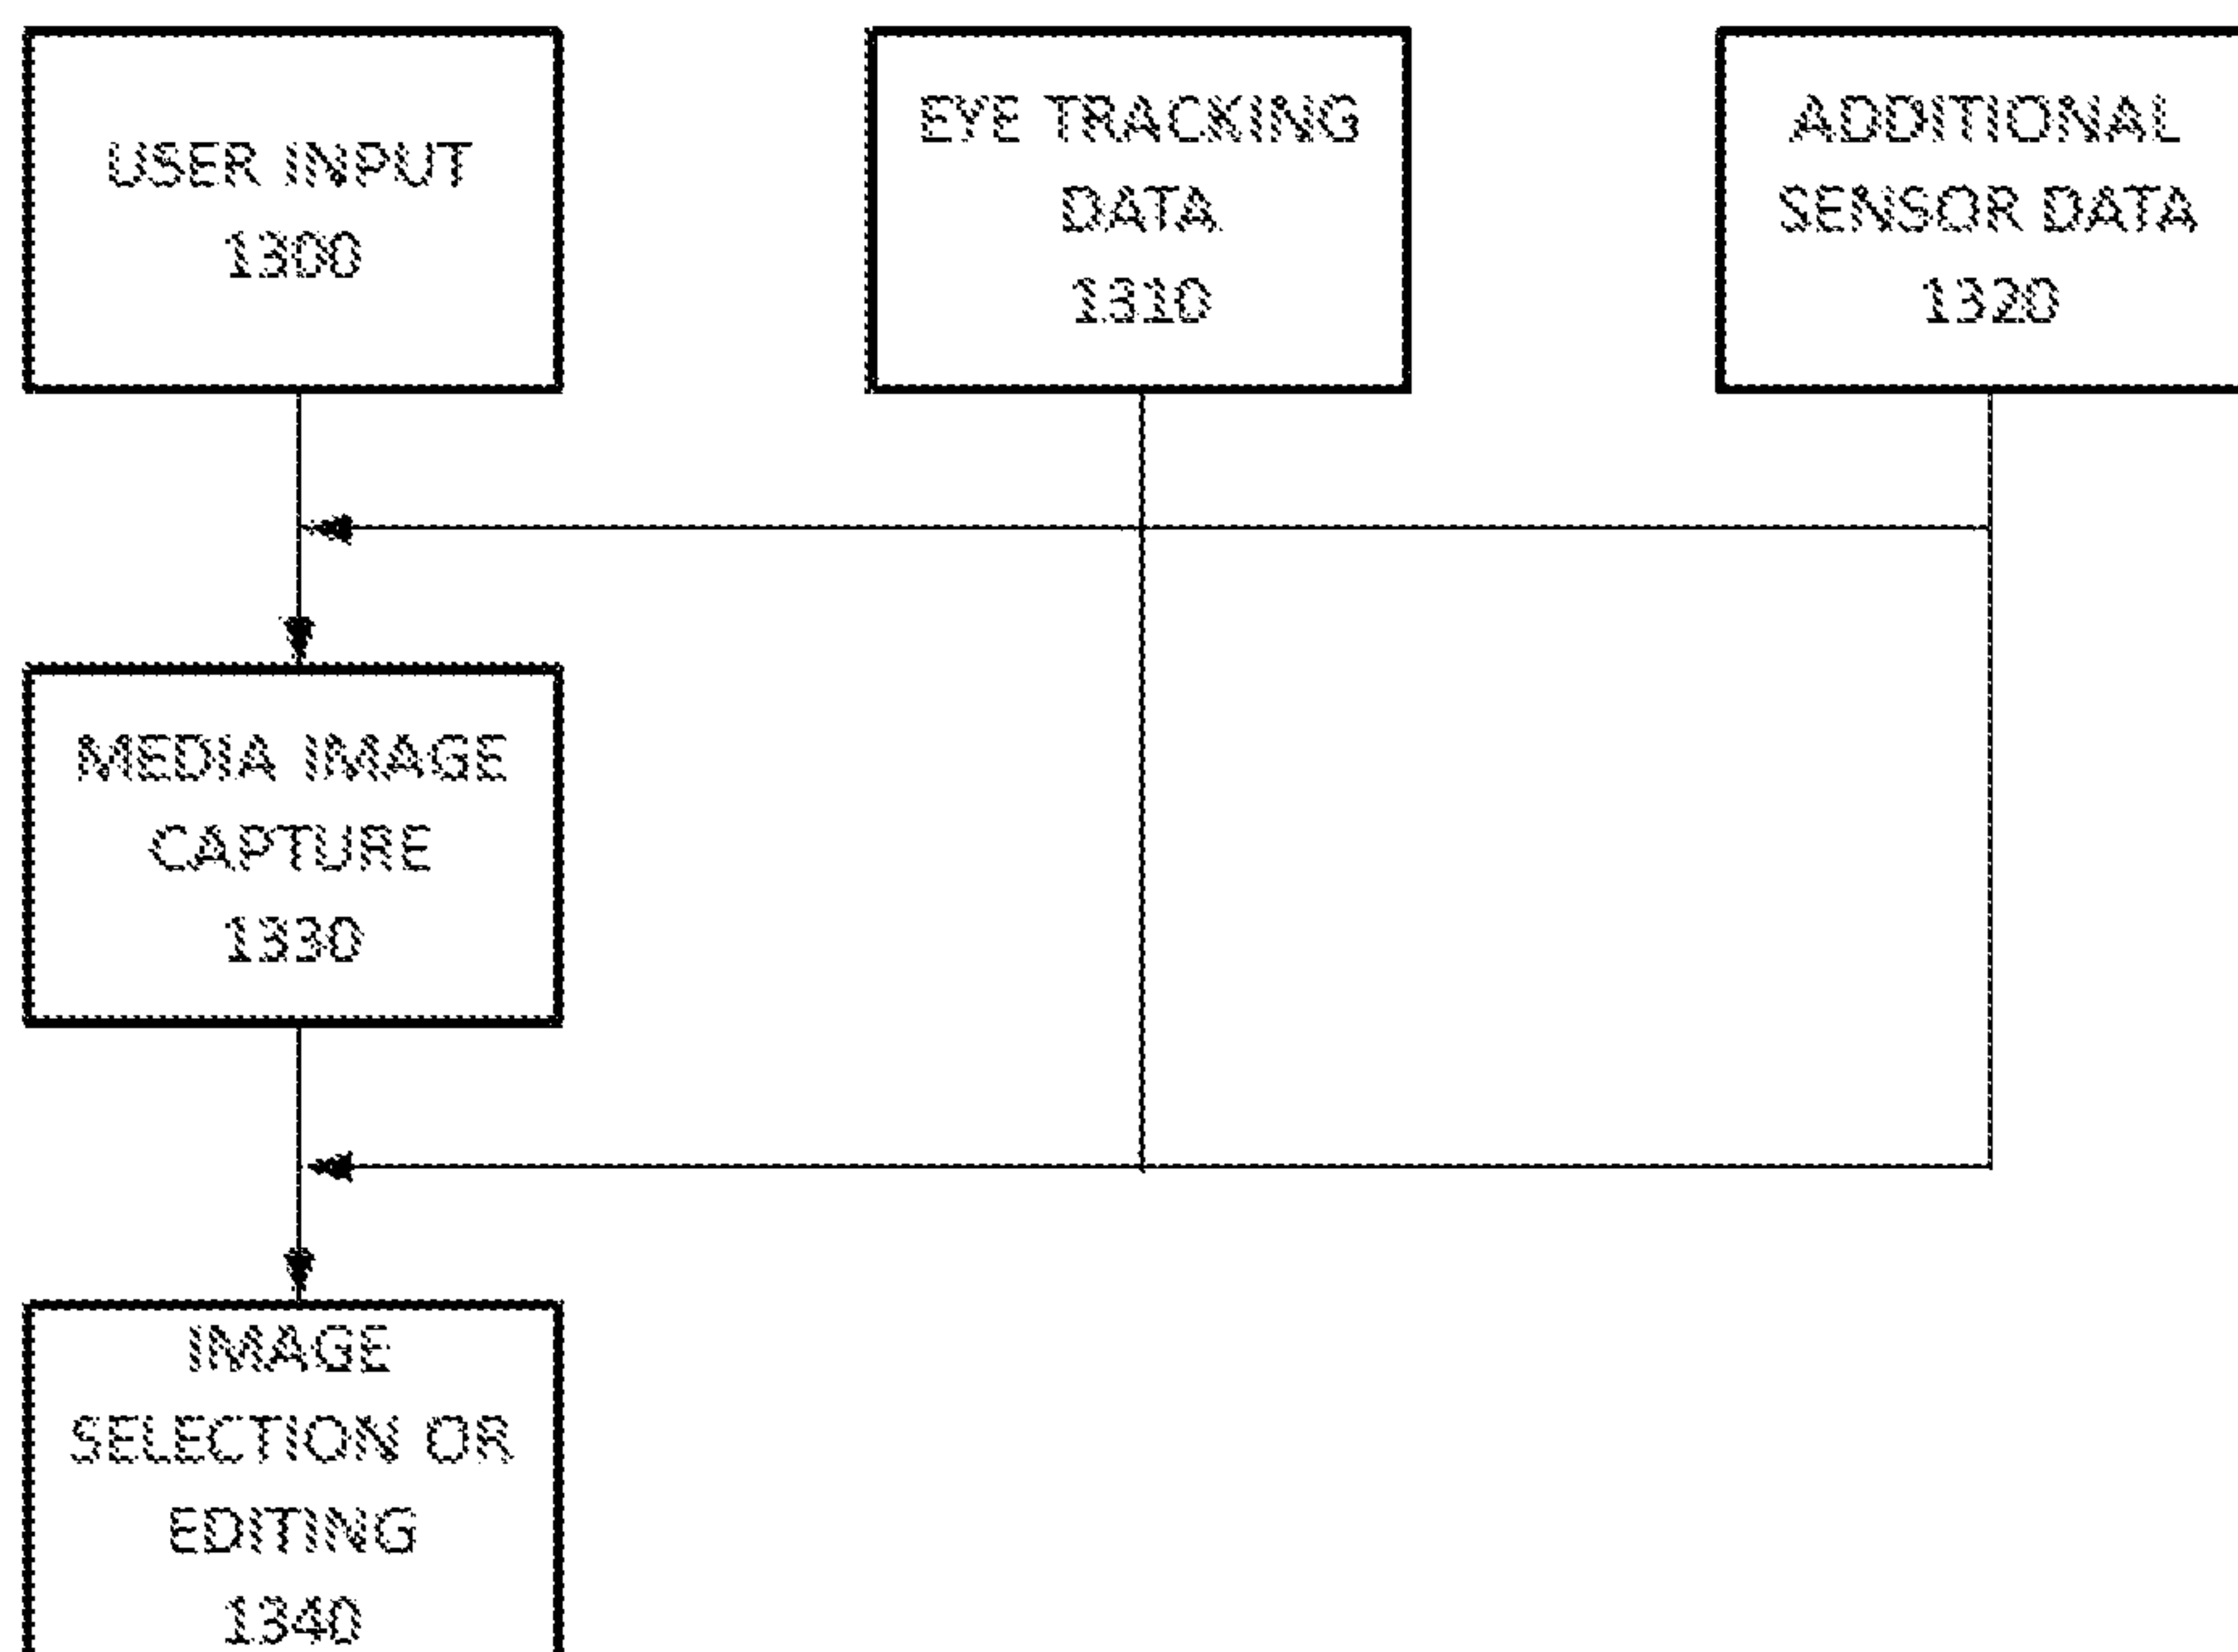 USER INPUT
1300
EYE TRACKING
DATA
1310
ADDITIONAL
SENSOR DATA
1320
MEDIA IMAGE
CAPTURE
1330
IMAGE
SELECTION OR
EDITING
1340